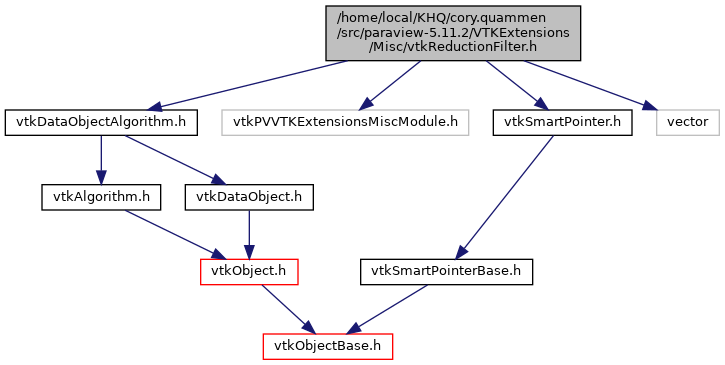 /home/local/KHQ/cory.quammen
/src/paraview-5.11.2/VTKExtensions
/Misc/vtkReductionFilter.h
vtkDataObjectAlgorithm.h
vtkPVVTKExtensionsMiscModule.h
vtkSmartPointer.h
vector
vtkAlgorithm.h
vtkDataObject.h
vtkObject.h
vtkSmartPointerBase.h
vtkObjectBase.h